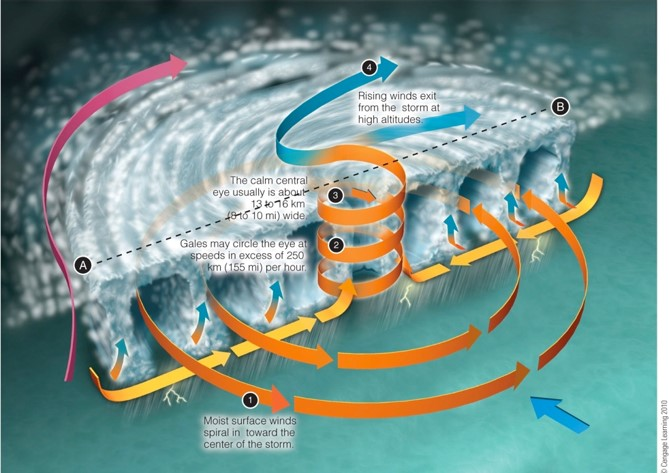 4
Rising winds exit
from the storm at
high altitudes.
B
The calm central
eye usually is about
13 to 16 km
(8 to 10 mi) wide
3
A
Gales may circle the eye at
speeds in excess of 250
km (155 mi) per hour.
2
1
Moist surface winds
spiral in toward the
center of the storm.
© Cengage Learning 2010